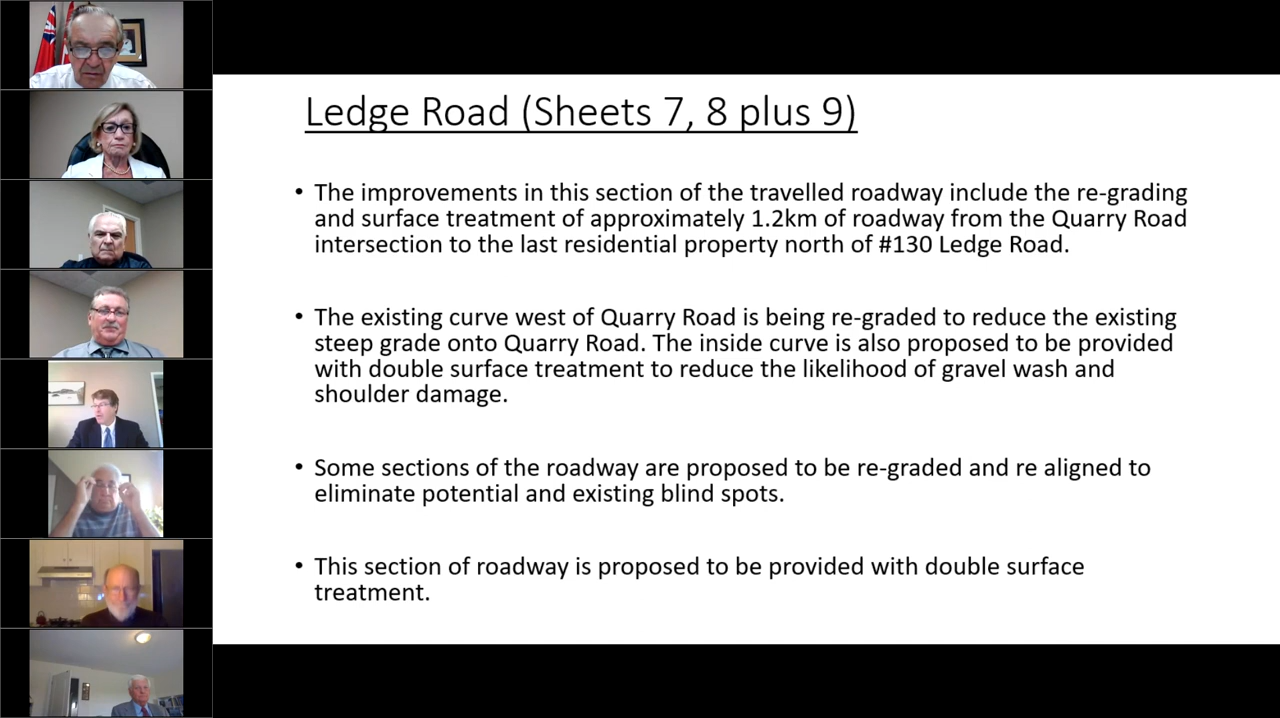 Ledge Road (Sheets 7, 8 plus 9)
• The improvements in this section of the travelled roadway include the re-grading
and surface treatment of approximately 1.2km of roadway from the Quarry Road
intersection to the last residential property north of #130 Ledge Road.
• The existing curve west of Quarry Road is being re-graded to reduce the existing
steep grade onto Quarry Road. The inside curve is also proposed to be provided
with double surface treatment to reduce the likelihood of gravel wash and
shoulder damage.
• Some sections of the roadway are proposed to be re-graded and re aligned to
eliminate potential and existing blind spots.
• This section of roadway is proposed to be provided with double surface
treatment.